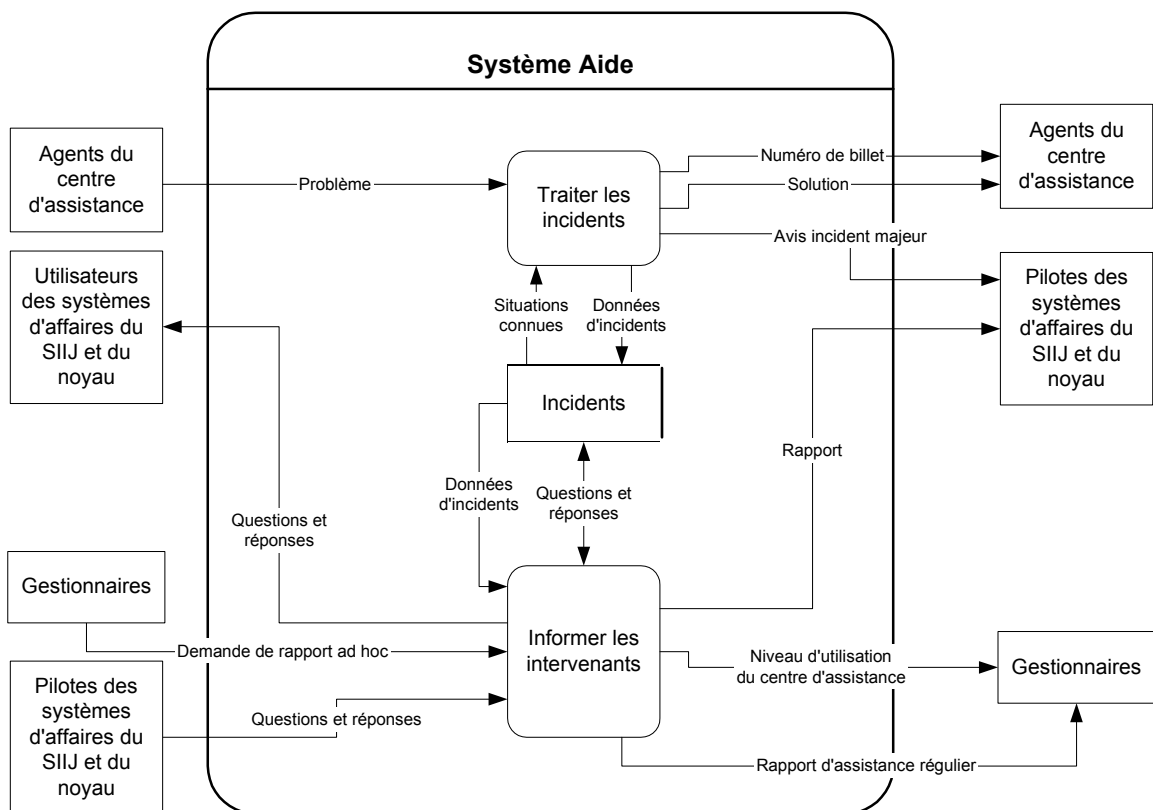 Système Aide
Agents du
centre
d'assistance
Problème
Traiter les
incidents
Numéro de billet
Solution
Avis incident majeur
Agents du
centre
d'assistance
Utilisateurs
des systèmes
d'affaires du
SIIJ et du
noyau
Situations
connues
Données
d'incidents
Pilotes des
systèmes
d'affaires du
SIIJ et du
noyau
Incidents
Rapport
Données
d'incidents
Questions et
réponses
Questions et
réponses
Gestionnaires
Demande de rapport ad hoc
Informer les
intervenants
Niveau d'utilisation
du centre d'assistance
Gestionnaires
Pilotes des
systèmes
d'affaires du
SIIJ et du
noyau
Questions et réponses
Rapport d'assistance régulier